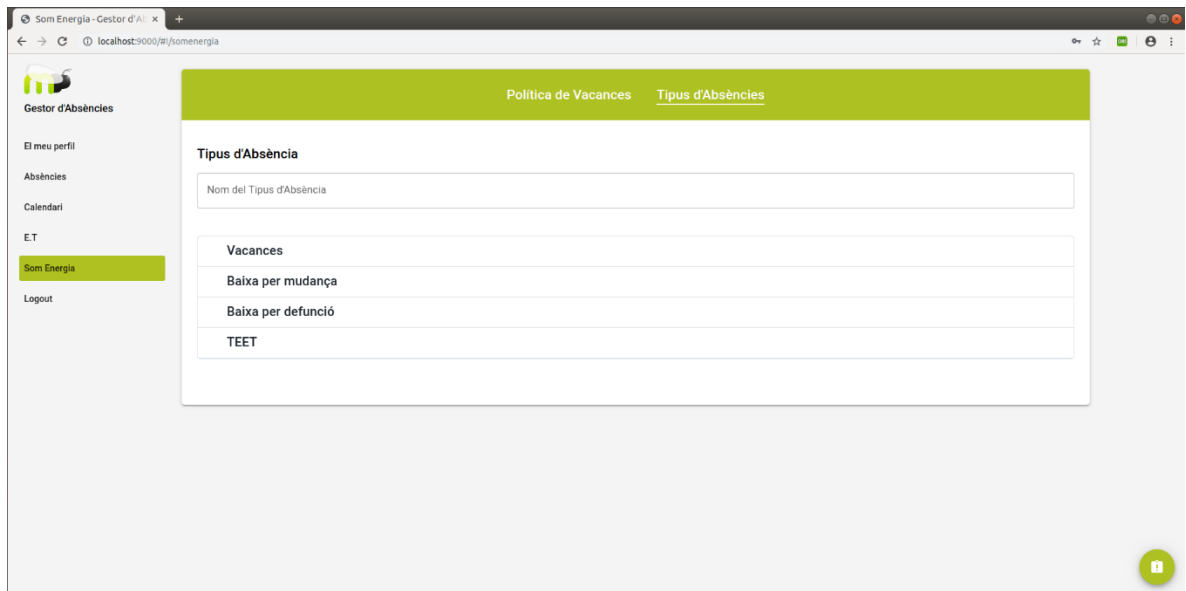 Som Energia - Gestor d'Ab
localhost:9000/#!/somenergia
Gestor d'Absències
El meu perfil
Absències
Calendari
E.T
Som Energia
Logout
Política de Vacances Tipus d'Absències
Tipus d'Absència
Nom del Tipus d'Absència
Vacances
Baixa per mudança
Baixa per defunció
TEET